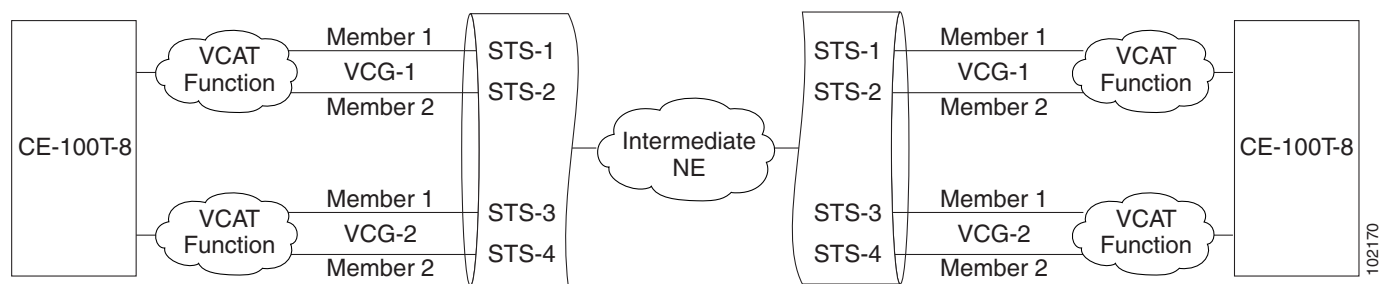 CE-100T-8
VCAT
Function
Member 1
VCG-1
Member 2
STS-1
STS-2
VCAT
Function
Member 1
VCG-2
Member 2
STS-3
STS-4
Intermediate
NE
STS-1
STS-2
Member 1
VCG-1
Member 2
VCAT
Function
STS-3
STS-4
Member 1
VCG-2
Member 2
VCAT
Function
CE-100T-8
102170